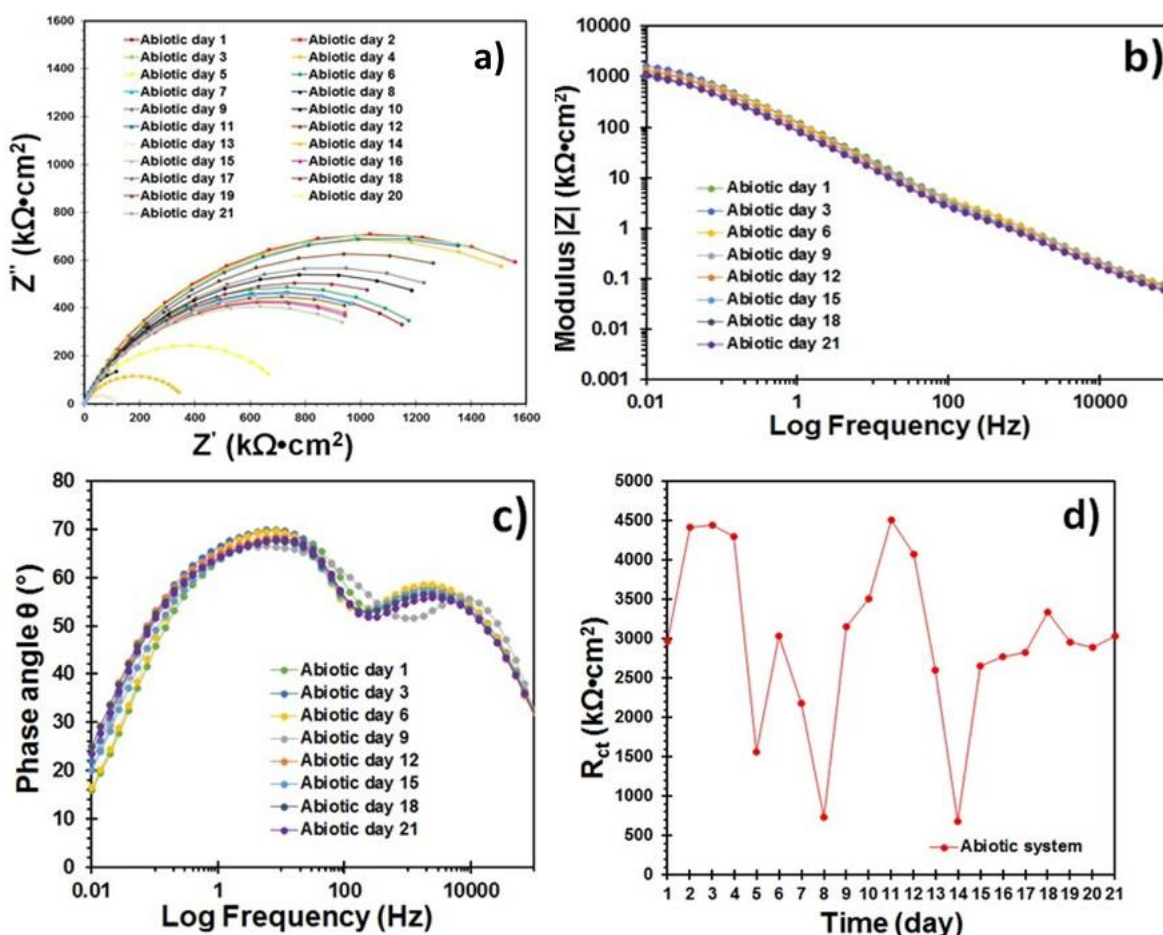 a)
Z'' (kΩ•cm²)
1600
1400
1200
1000
800
600
400
200
0
Abiotic day 1 Abiotic day 2
Abiotic day 3 Abiotic day 4
Abiotic day 5 Abiotic day 6
Abiotic day 7 Abiotic day 8
Abiotic day 9 Abiotic day 10
Abiotic day 11 Abiotic day 12
Abiotic day 13 Abiotic day 14
Abiotic day 15 Abiotic day 16
Abiotic day 17 Abiotic day 18
Abiotic day 19 Abiotic day 20
Abiotic day 21
0 200 400 600 800 1000 1200 1400 1600
Z' (kΩ•cm²)
b)
Modulus |Z| (kΩ•cm²)
10000
1000
100
10
1
0.1
0.01
0.001
Abiotic day 1
Abiotic day 3
Abiotic day 6
Abiotic day 9
Abiotic day 12
Abiotic day 15
Abiotic day 18
Abiotic day 21
0.01 1 100 10000
Log Frequency (Hz)
c)
Phase angle θ (°)
80
70
60
50
40
30
20
10
0
Abiotic day 1
Abiotic day 3
Abiotic day 6
Abiotic day 9
Abiotic day 12
Abiotic day 15
Abiotic day 18
Abiotic day 21
0.01 1 100 10000
Log Frequency (Hz)
d)
Rct (kΩ•cm²)
5000
4500
4000
3500
3000
2500
2000
1500
1000
500
0
Abiotic system
1 2 3 4 5 6 7 8 9 10 11 12 13 14 15 16 17 18 19 20 21
Time (day)